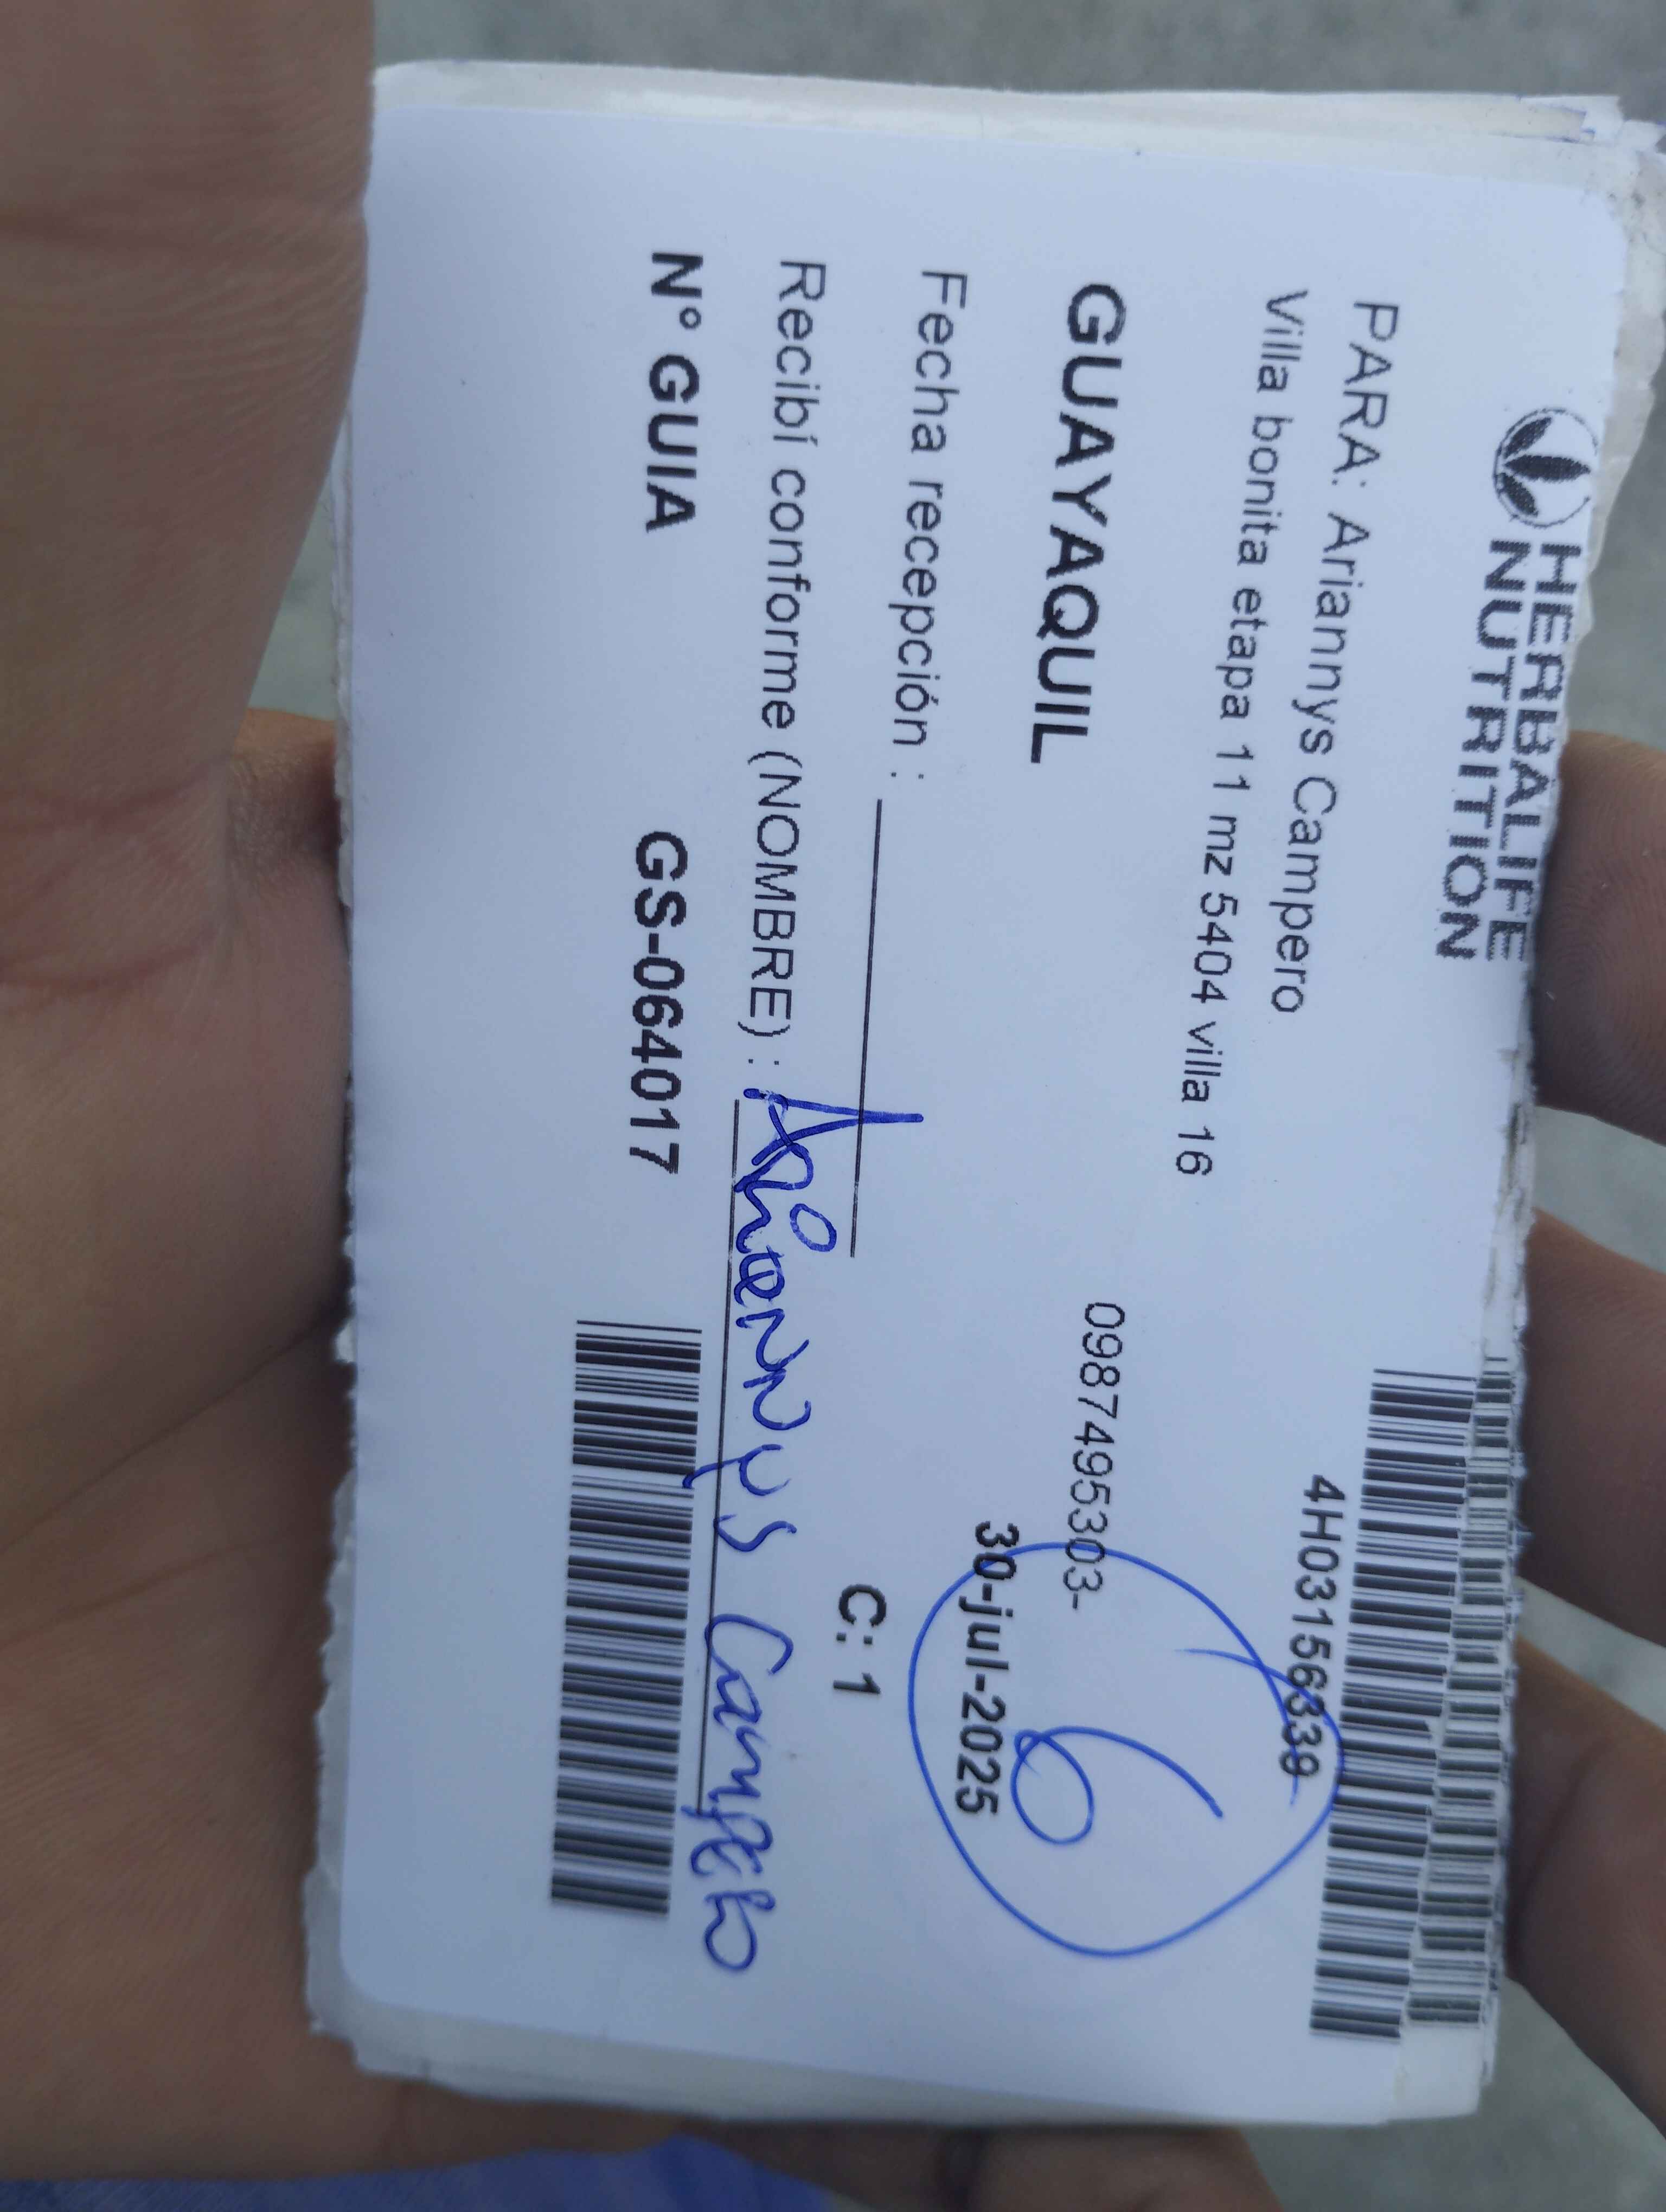 HERBALIFE
NUTRITION
4H03156339
PARA: Ariannys Campero
Villa bonita etapa 11 mz 5404 villa 16
GUAYAQUIL
0987495303-
6
30-jul-2025
Fecha recepción :
C: 1
Recibí conforme (NOMBRE) : Ariannys Campero
N° GUIA GS-064017